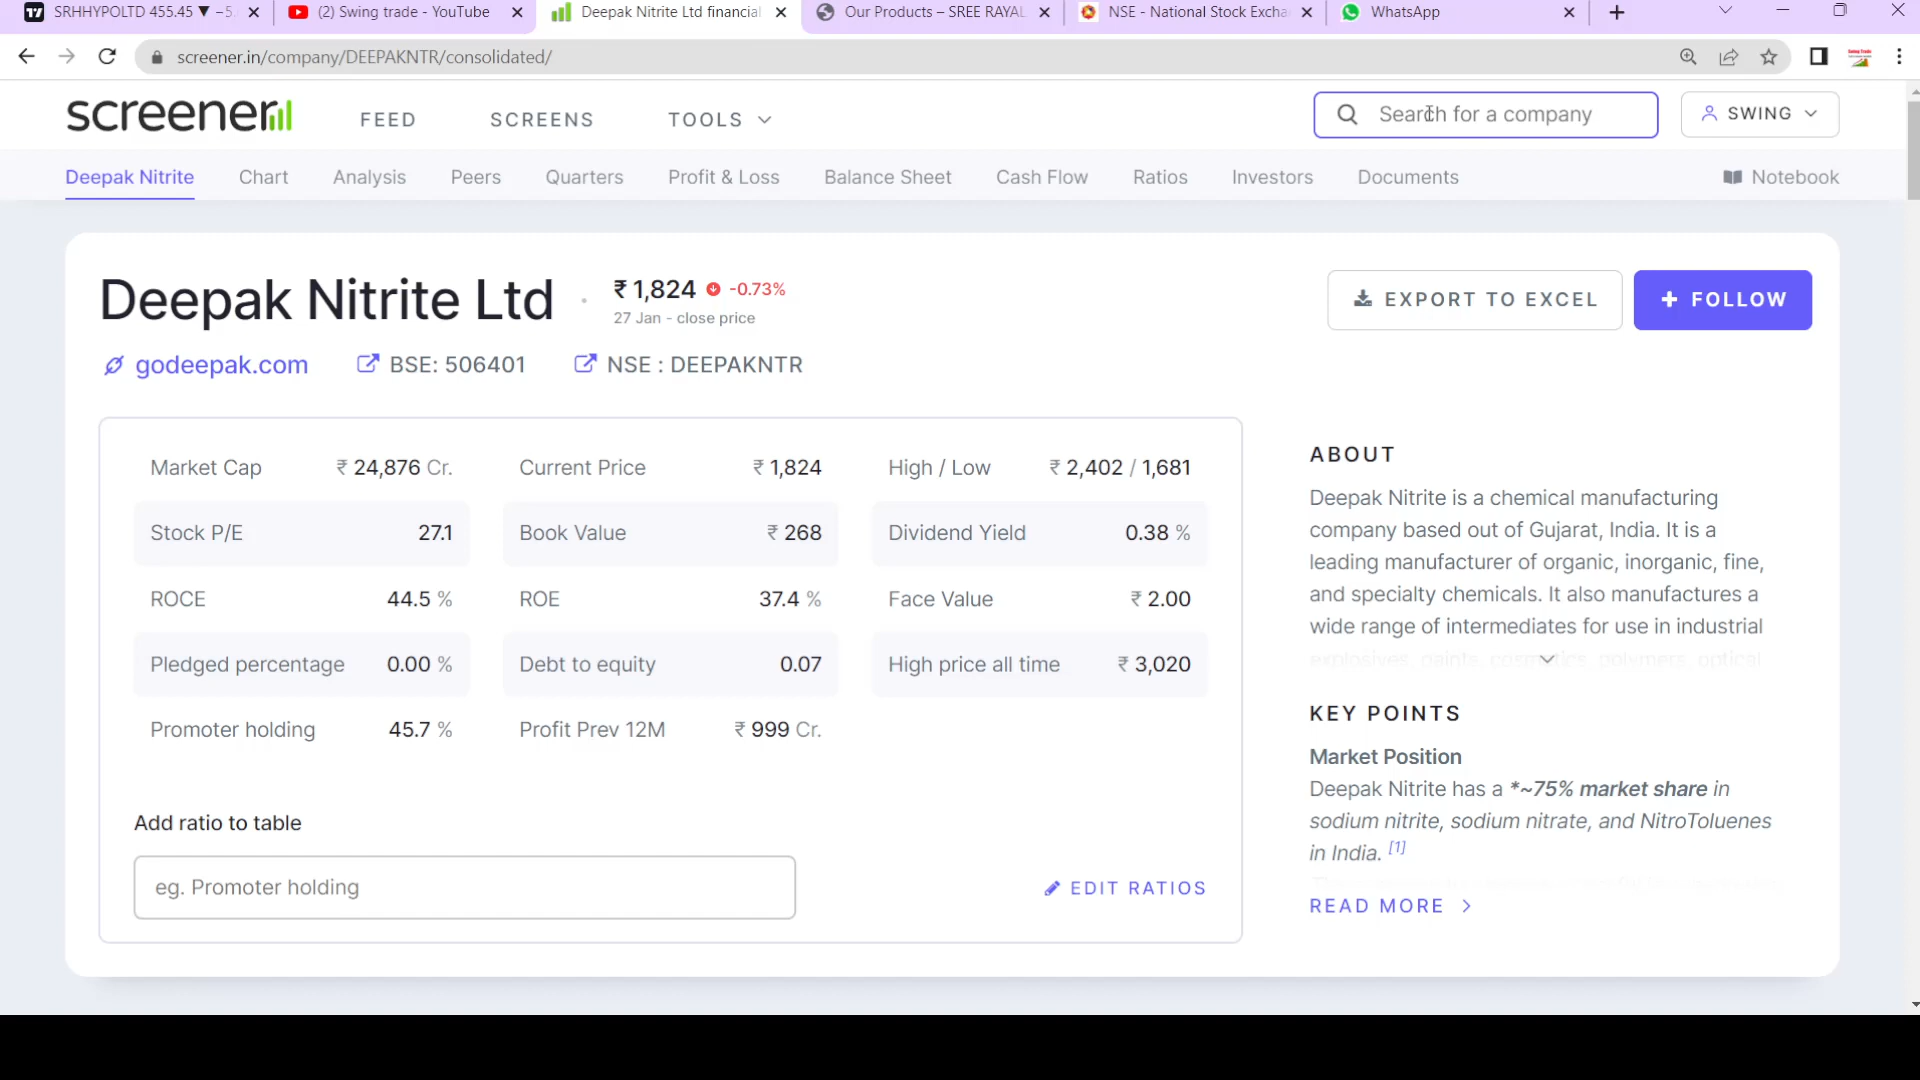 SRHHYPOLTD 455.45 ▼ −5.
(2) Swing trade - YouTube
Deepak Nitrite Ltd financial
Our Products – SREE RAYAL
NSE - National Stock Excha
WhatsApp
screener.in/company/DEEPAKNTR/consolidated/
screener
FEED
SCREENS
TOOLS
Search for a company
SWING
Deepak Nitrite
Chart
Analysis
Peers
Quarters
Profit & Loss
Balance Sheet
Cash Flow
Ratios
Investors
Documents
Notebook
Deepak Nitrite Ltd
₹ 1,824 -0.73%
27 Jan - close price
EXPORT TO EXCEL
+ FOLLOW
godeepak.com
BSE: 506401
NSE : DEEPAKNTR
Market Cap ₹ 24,876 Cr.
Current Price ₹ 1,824
High / Low ₹ 2,402 / 1,681
Stock P/E 27.1
Book Value ₹ 268
Dividend Yield 0.38 %
ROCE 44.5 %
ROE 37.4 %
Face Value ₹ 2.00
Pledged percentage 0.00 %
Debt to equity 0.07
High price all time ₹ 3,020
Promoter holding 45.7 %
Profit Prev 12M ₹ 999 Cr.
Add ratio to table
eg. Promoter holding
EDIT RATIOS
ABOUT
Deepak Nitrite is a chemical manufacturing
company based out of Gujarat, India. It is a
leading manufacturer of organic, inorganic, fine,
and specialty chemicals. It also manufactures a
wide range of intermediates for use in industrial
explosives, paints, cosmetics, polymers, optical
KEY POINTS
Market Position
Deepak Nitrite has a *~75% market share in
sodium nitrite, sodium nitrate, and NitroToluenes
in India. [1]
READ MORE